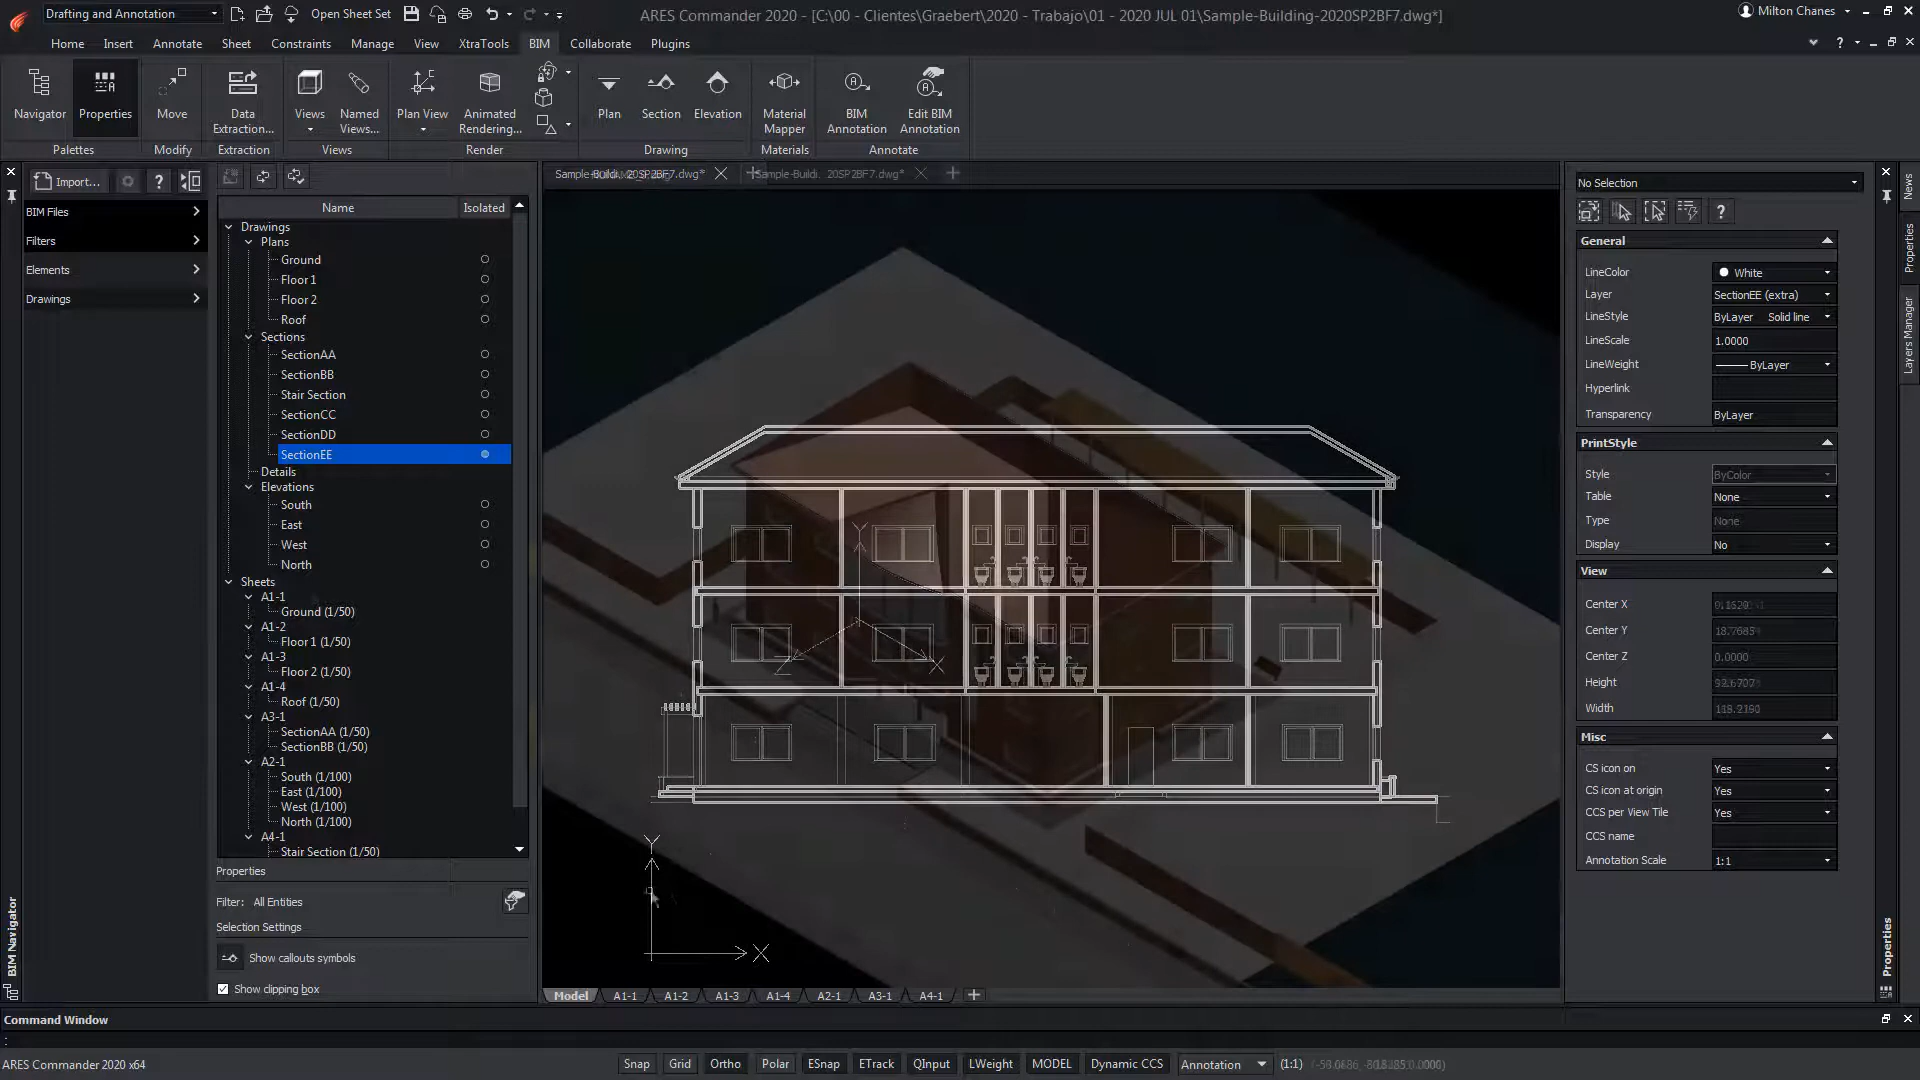 Drafting and Annotation
Open Sheet Set
ARES Commander 2020 - [C:\00 - Clientes\Graebert\2020 - Trabajo\01 - 2020 JUL 01\Sample-Building-2020SP2BF7.dwg*]
Milton Chanes
Home Insert Annotate Sheet Constraints Manage View XtraTools BIM Collaborate Plugins
Navigator
Properties
Move
Data
Extraction...
Views
Named
Views...
Plan View
Animated
Rendering...
Plan
Section
Elevation
Material
Mapper
BIM
Annotation
Edit BIM
Annotation
Palettes Modify Extraction Views Render Drawing Materials Annotate
Import...
BIM Files
Filters
Elements
Drawings
Name Isolated
Drawings
Plans
Ground
Floor 1
Floor 2
Roof
Sections
SectionAA
SectionBB
Stair Section
SectionCC
SectionDD
SectionEE
Details
Elevations
South
East
West
North
Sheets
A1-1
Ground (1/50)
A1-2
Floor 1 (1/50)
A1-3
Floor 2 (1/50)
A1-4
Roof (1/50)
A3-1
SectionAA (1/50)
SectionBB (1/50)
A2-1
South (1/100)
East (1/100)
West (1/100)
North (1/100)
A4-1
Stair Section (1/50)
Properties
Filter: All Entities
Selection Settings
Show callouts symbols
Show clipping box
BIM Navigator
Y
Z
X
Y
X
Model A1-1 A1-2 A1-3 A1-4 A2-1 A3-1 A4-1
No Selection
General
LineColor White
Layer SectionEE (extra)
LineStyle ByLayer Solid line
LineScale 1.0000
LineWeight ByLayer
Hyperlink
Transparency ByLayer
PrintStyle
Style ByColor
Table None
Type None
Display No
View
Center X
Center Y
Center Z 0.0000
Height
Width
Misc
CS icon on Yes
CS icon at origin Yes
CCS per View Tile Yes
CCS name
Annotation Scale 1:1
News
Properties
Layers Manager
Properties
Command Window
:
ARES Commander 2020 x64
Snap Grid Ortho Polar ESnap ETrack QInput LWeight MODEL Dynamic CCS Annotation (1:1)